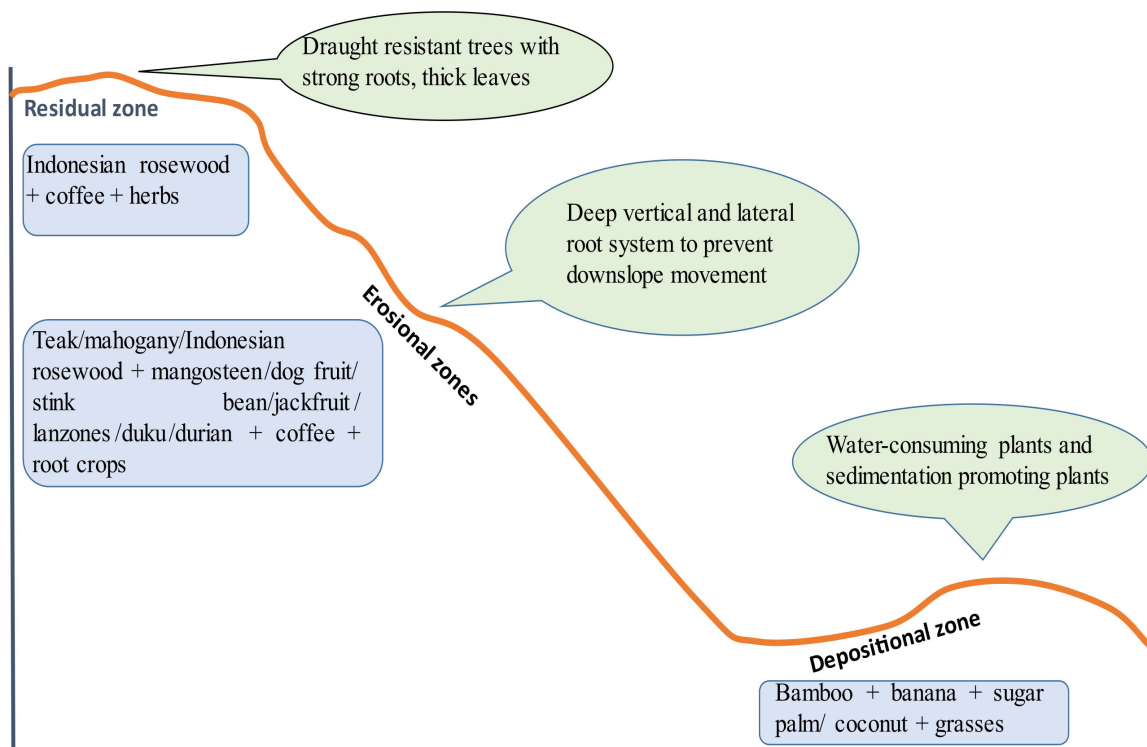 Draught resistant trees with
strong roots, thick leaves
Residual zone
Indonesian rosewood
+ coffee + herbs
Deep vertical and lateral
root system to prevent
downslope movement
Erosional zones
Teak/mahogany/Indonesian
rosewood + mangosteen/dog fruit/
stink bean/jackfruit/
lanzones/duku/durian + coffee +
root crops
Water-consuming plants and
sedimentation promoting plants
Depositional zone
Bamboo + banana + sugar
palm/ coconut + grasses